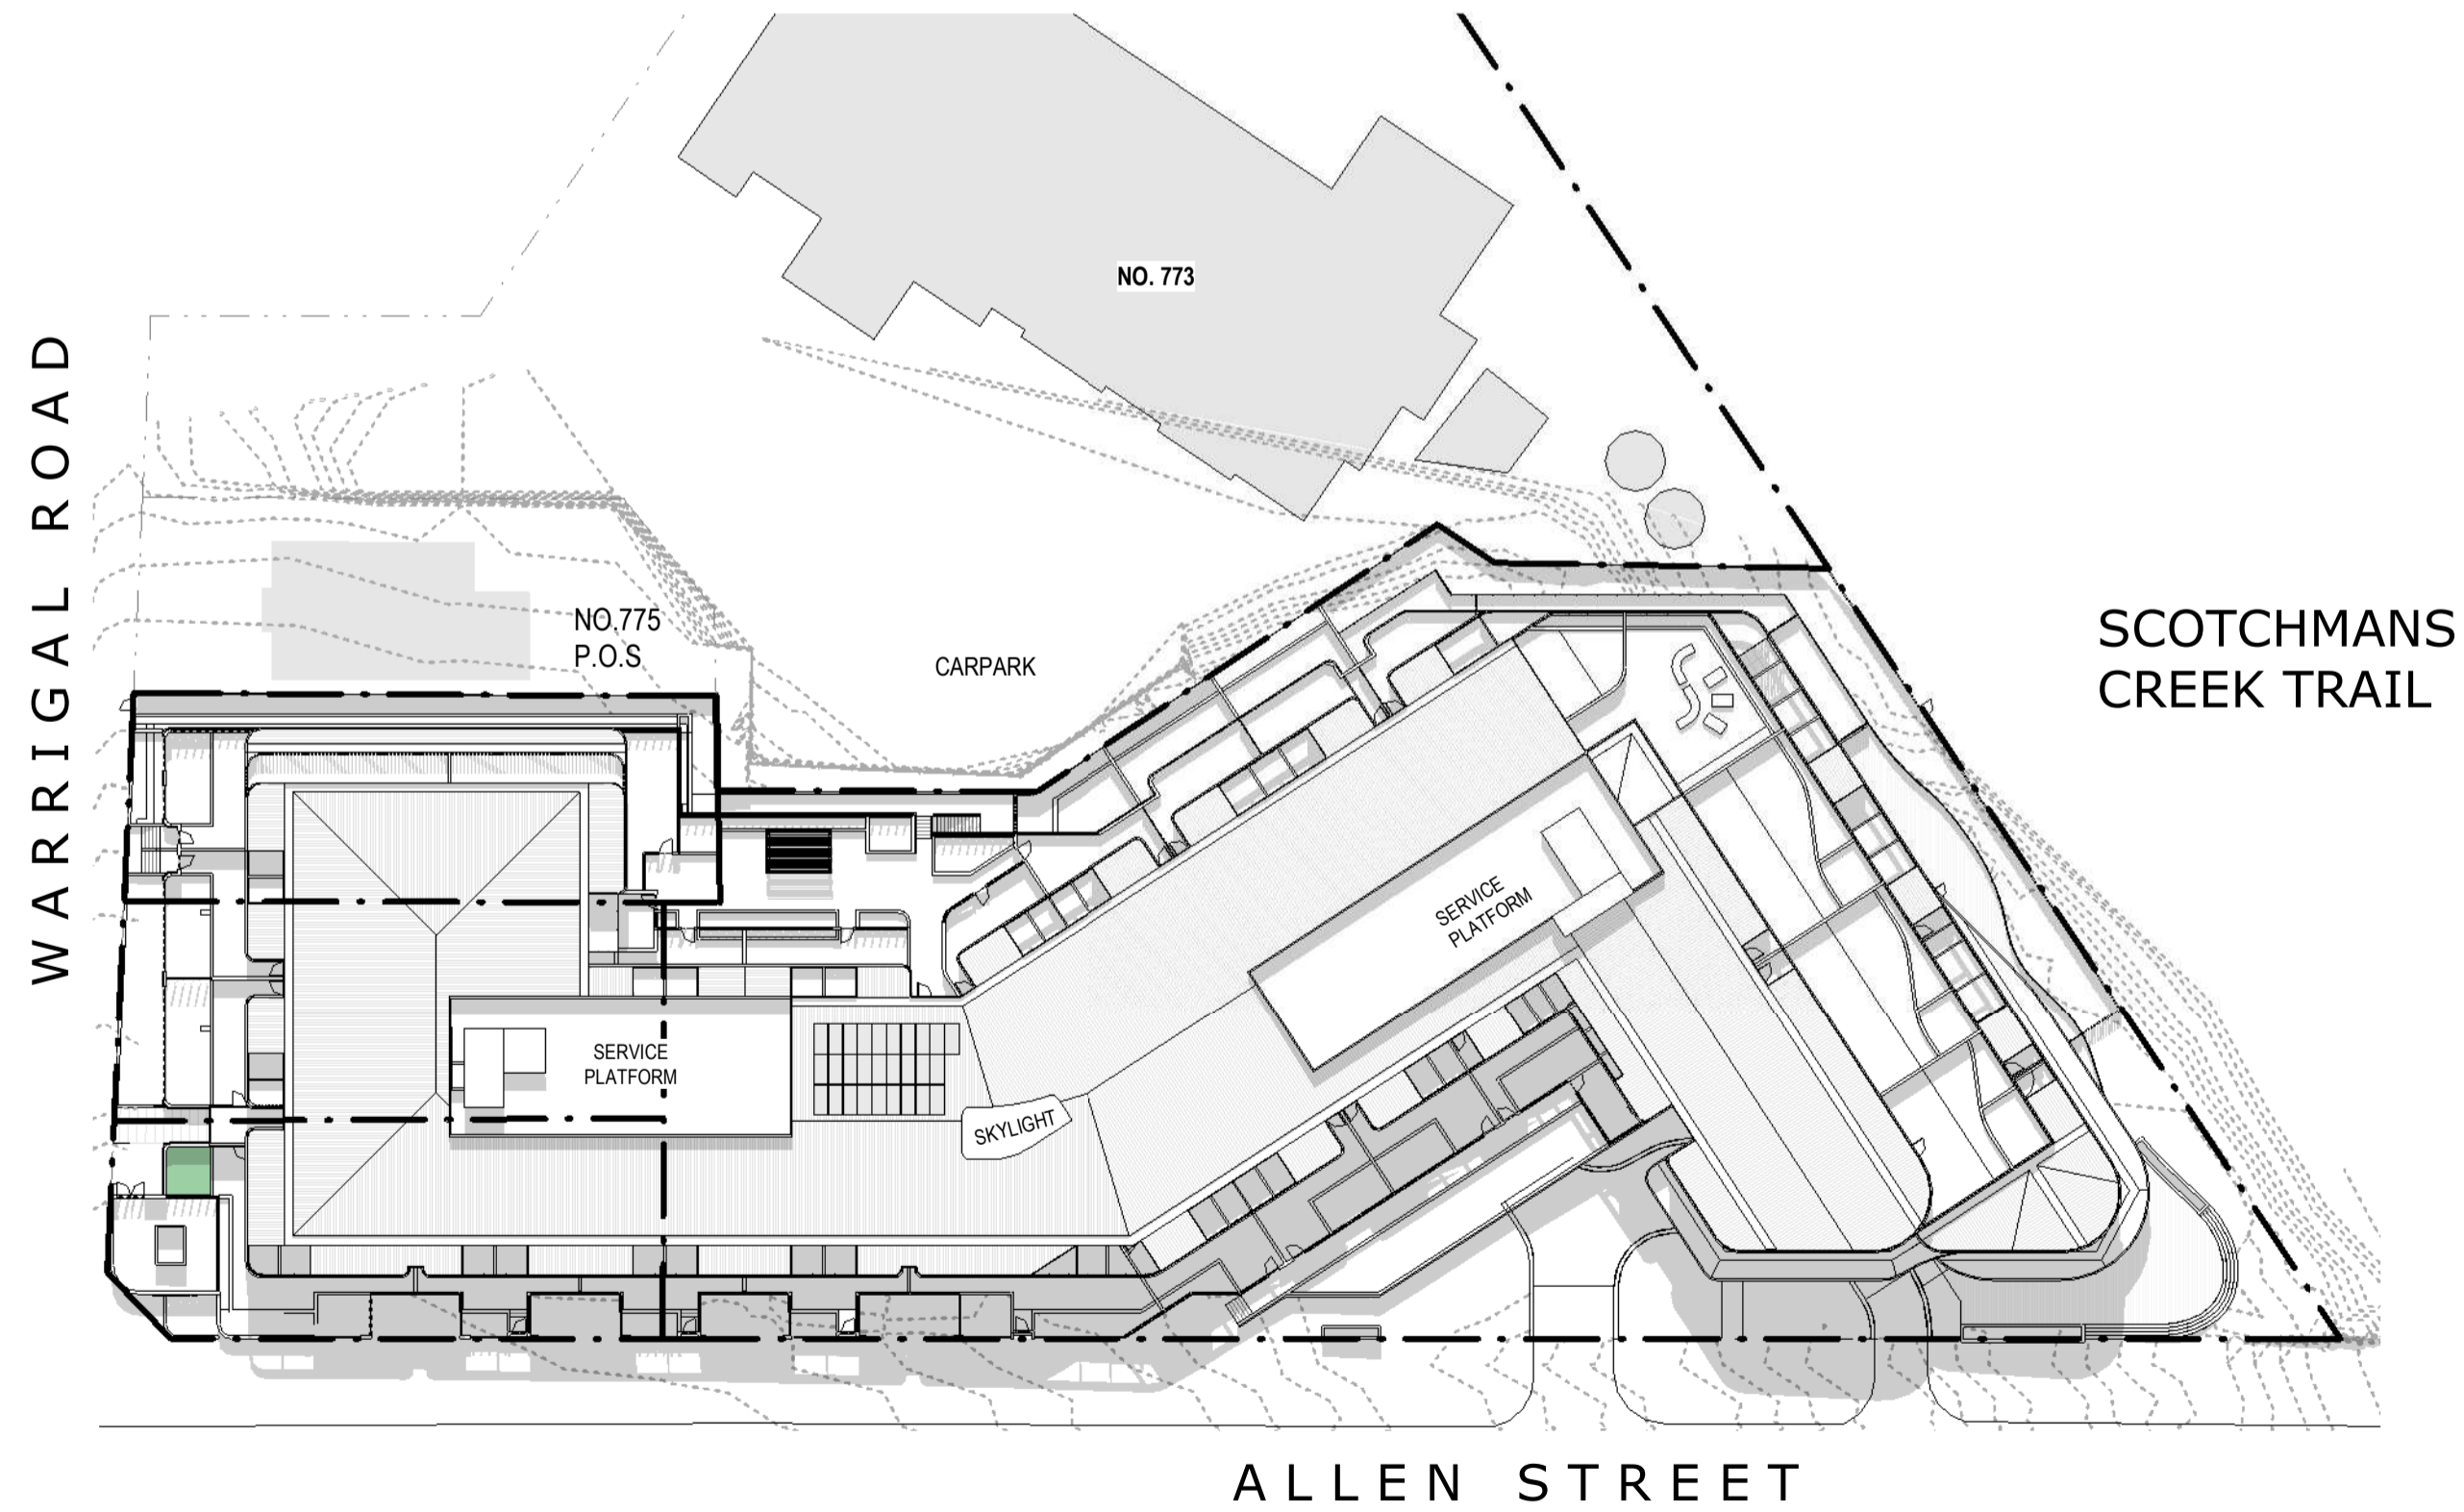 NO. 773
WARRIGAL ROAD
NO.775
P.O.S
CARPARK
SCOTCHMANS
CREEK TRAIL
SERVICE
PLATFORM
SERVICE
PLATFORM
SKYLIGHT
ALLEN STREET